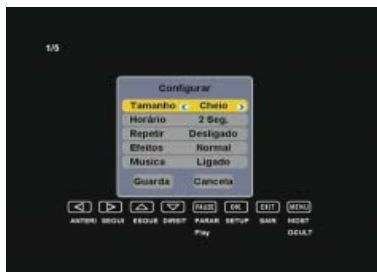 1/5
Configurar
Tamanho Cheio
Horário 2 Seg.
Repetir Desligado
Efeitos Normal
Musica Ligado
Guarda Cancela
PAUSE OK EXIT MENU
ANTERI SEGUI ESQUE DIREIT PARAR SETUP SAIR MOST
Play OCULT